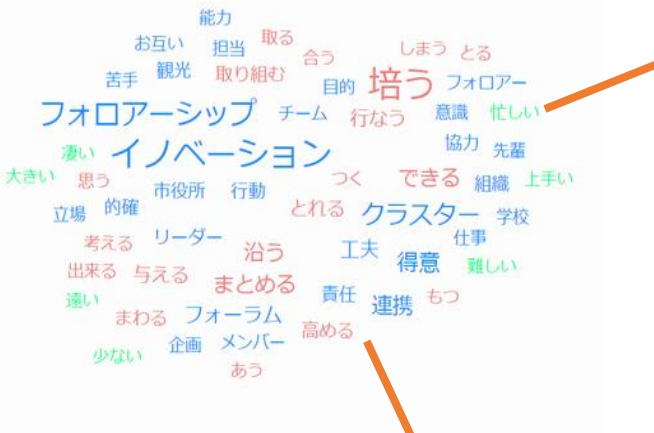 能力
お互い 担当 取る 合う しまう とる
苦手 観光 取り組む 目的 培う フォロアー
フォロアーシップ チーム 行なう 意識 忙しい
凄い イノベーション 協力 先輩
大きい 思う 市役所 行動 つく できる 組織 上手い
立場 的確 とれる クラスター 学校
考える リーダー 沿う 工夫 得意 仕事 難しい
出来る 与える まとめる 責任 連携 もつ
遠い まわる フォーラム 高める
少ない 企画 メンバー
あう